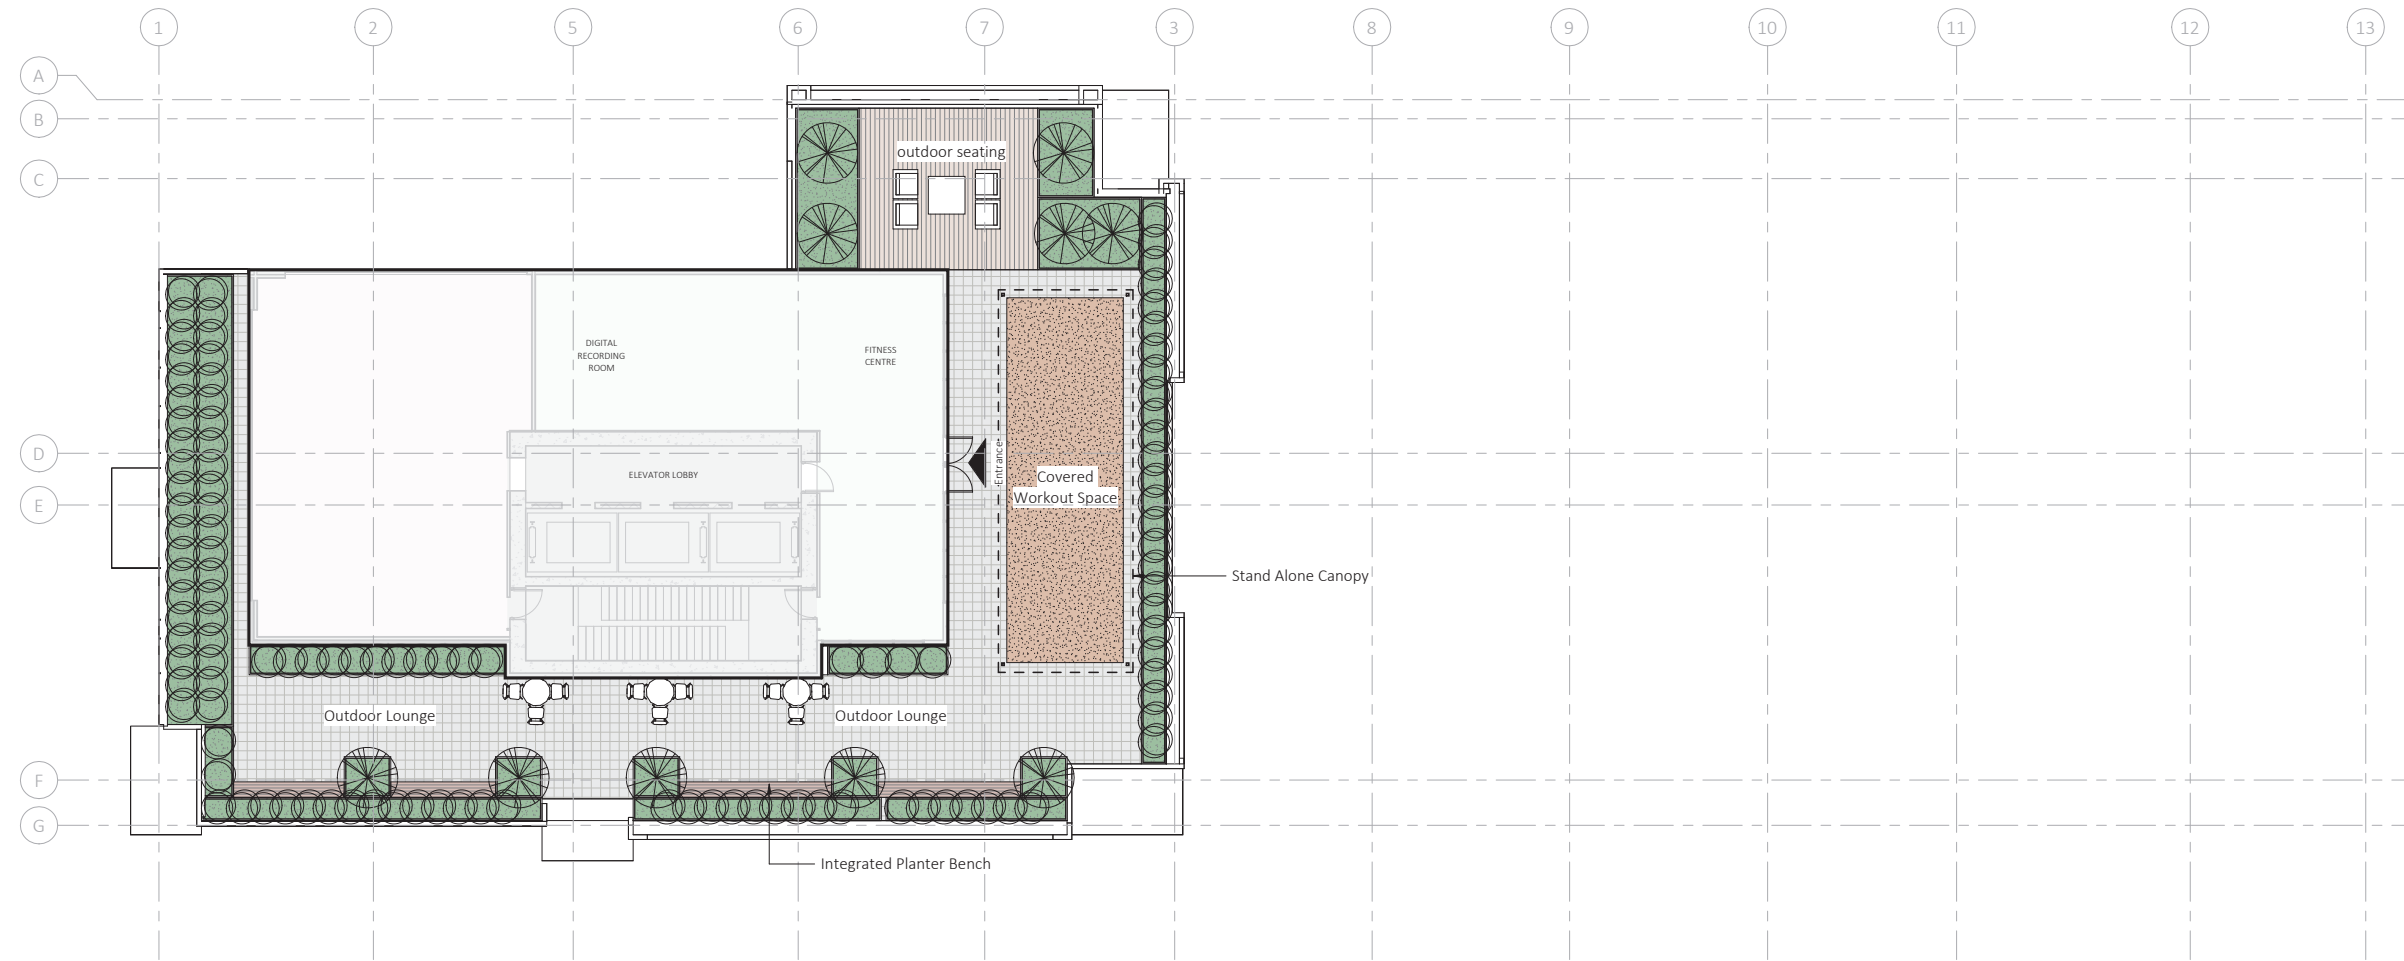 1 2 5 6 7 3 8 9 10 11 12 13
A
B
C
outdoor seating
DIGITAL
RECORDING
ROOM
FITNESS
CENTRE
D
ELEVATOR LOBBY
Entrance
Covered
Workout Space
E
Stand Alone Canopy
Outdoor Lounge
Outdoor Lounge
F
G
Integrated Planter Bench